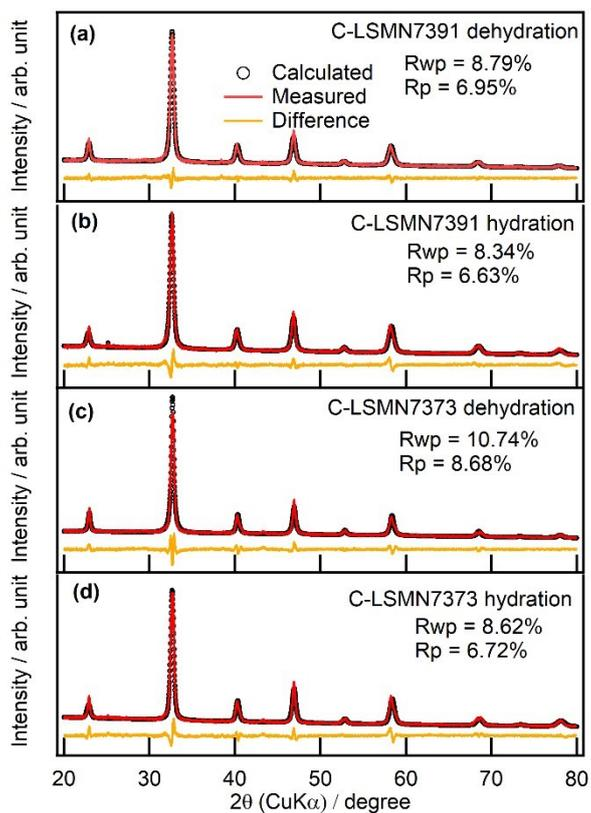 (a)
C-LSMN7391 dehydration
Calculated
Measured
Difference
Rwp = 8.79%
Rp = 6.95%
Intensity / arb. unit
(b)
C-LSMN7391 hydration
Rwp = 8.34%
Rp = 6.63%
Intensity / arb. unit
(c)
C-LSMN7373 dehydration
Rwp = 10.74%
Rp = 8.68%
Intensity / arb. unit
(d)
C-LSMN7373 hydration
Rwp = 8.62%
Rp = 6.72%
Intensity / arb. unit
20 30 40 50 60 70 80
2θ (CuKα) / degree